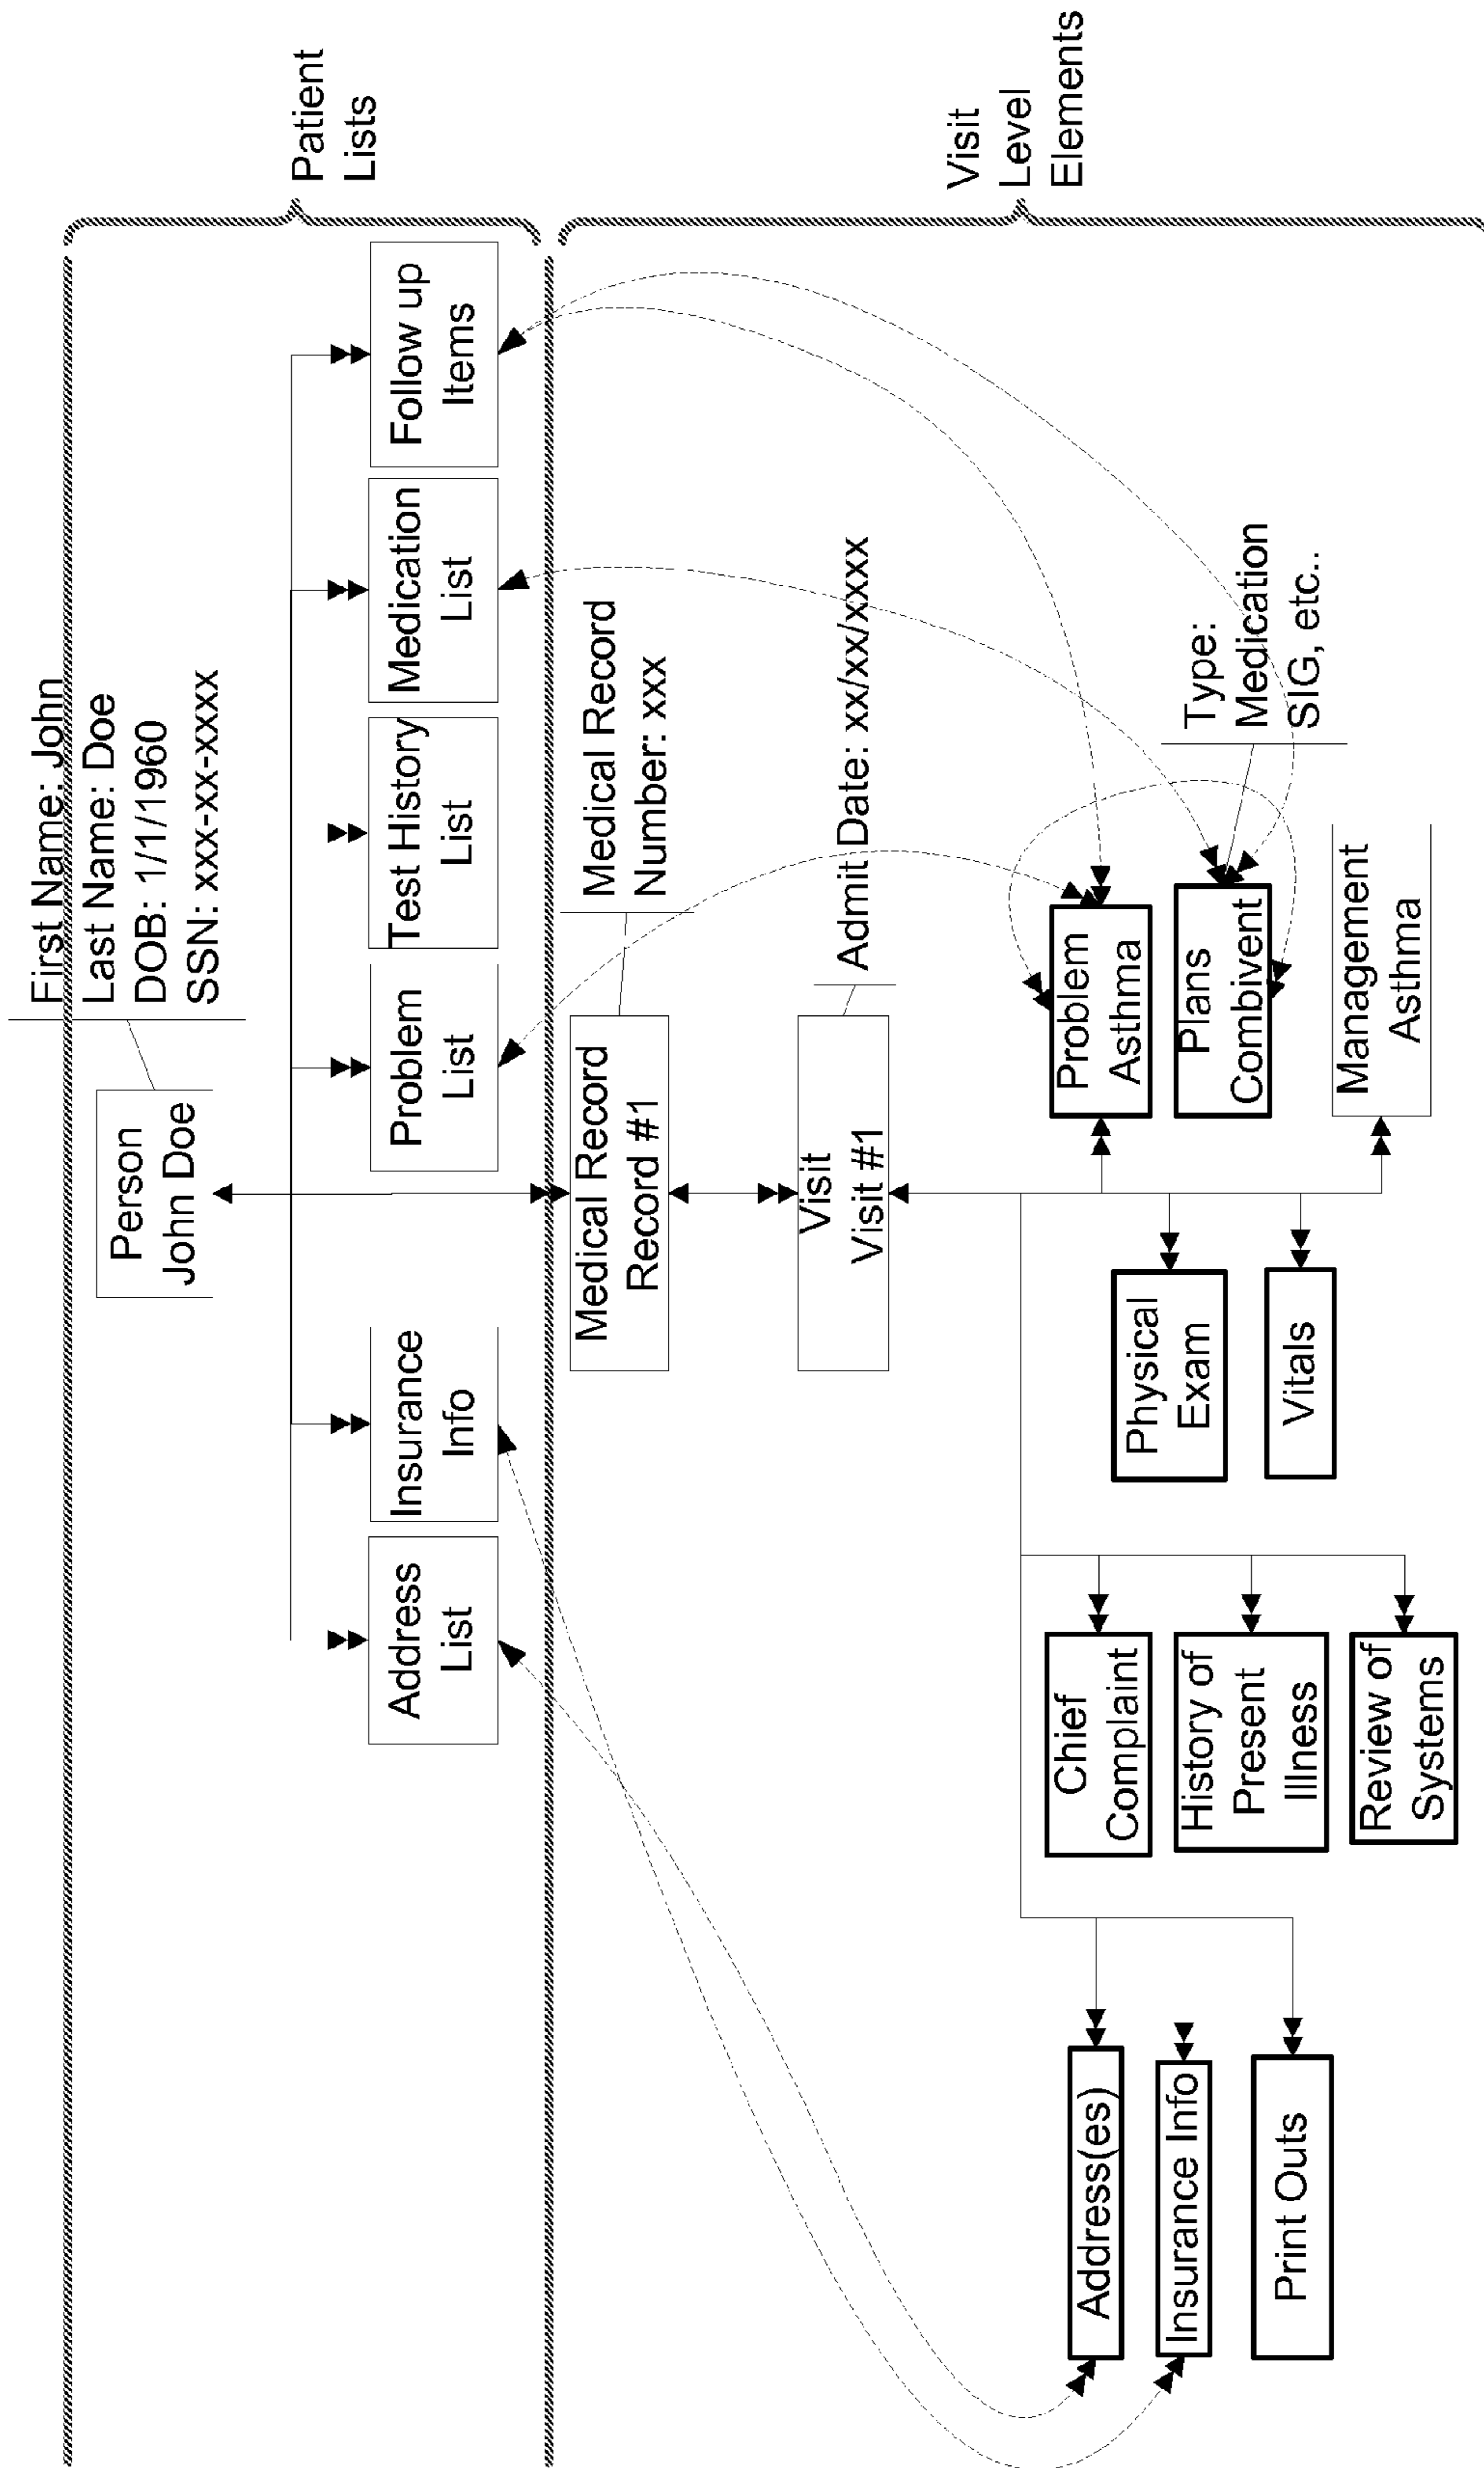 First Name: John
Last Name: Doe
DOB: 1/1/1960
SSN: xxx-xx-xxxx
Person
John Doe
Patient
Lists
Address
List
Insurance
Info
Problem
List
Test History
List
Medication
List
Follow up
Items
Medical Record
Record #1
Medical Record
Number: xxx
Visit
Visit #1
Admit Date: xx/xx/xxxx
Visit
Level
Elements
Address(es)
Insurance Info
Print Outs
Chief
Complaint
History of
Present
Illness
Review of
Systems
Physical
Exam
Vitals
Problem
Asthma
Plans
Combivent
Type:
Medication
SIG, etc..
Management
Asthma